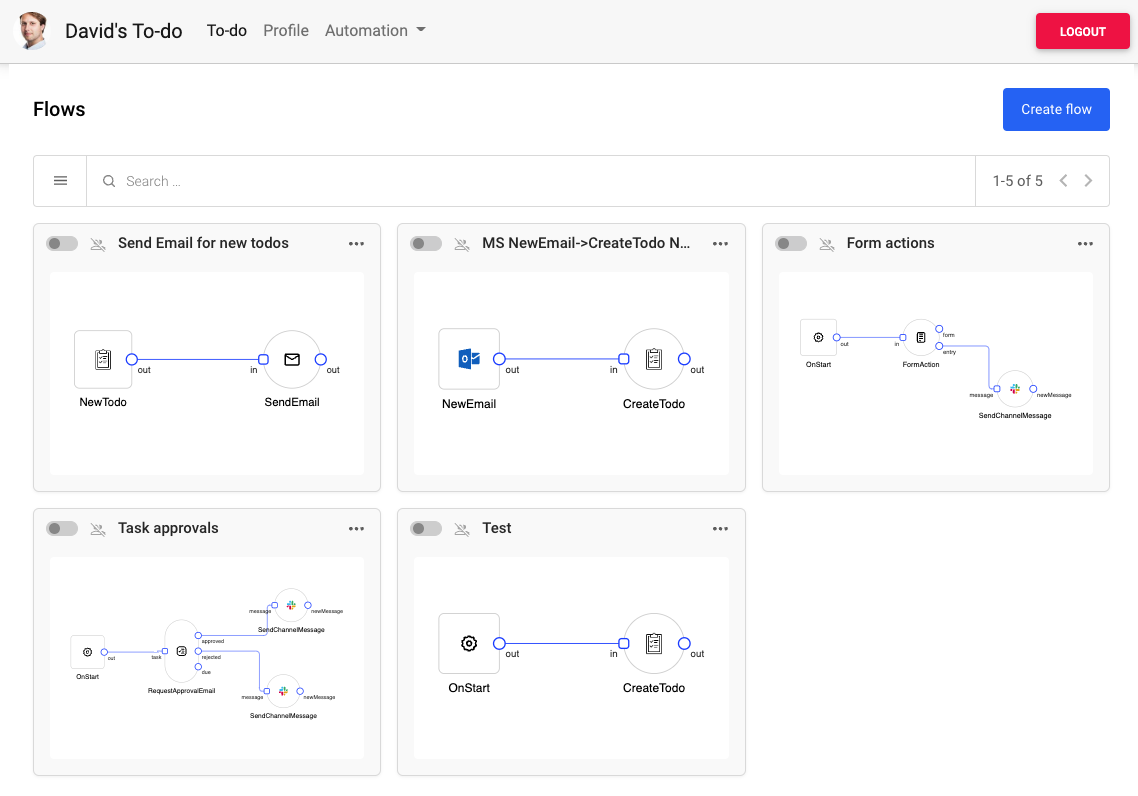 David's To-do To-do Profile Automation LOGOUT
Flows Create flow
Search ... 1-5 of 5
Send Email for new todos
out in out
NewTodo SendEmail
MS NewEmail->CreateTodo N...
out in out
NewEmail CreateTodo
Form actions
form
out in
entry
OnStart FormAction
message newMessage
SendChannelMessage
Task approvals
message newMessage
SendChannelMessage
approved
out task rejected
due
OnStart
RequestApprovalEmail
message newMessage
SendChannelMessage
Test
out in out
OnStart CreateTodo